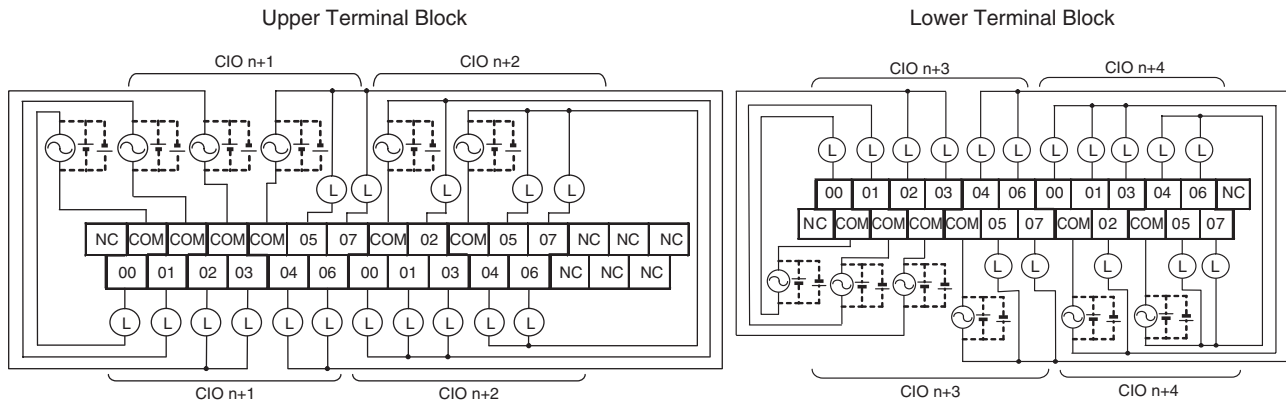 Upper Terminal Block
CIO n+1 CIO n+2
L L L L L
NC COM COM COM COM 05 07 COM 02 COM 05 07 NC NC NC
00 01 02 03 04 06 00 01 03 04 06 NC NC NC
L L L L L L L L L L L
CIO n+1 CIO n+2
Lower Terminal Block
CIO n+3 CIO n+4
L L L L L L L L L L L
00 01 02 03 04 06 00 01 03 04 06 NC
NC COM COM COM COM 05 07 COM 02 COM 05 07
L L L L L
CIO n+3 CIO n+4